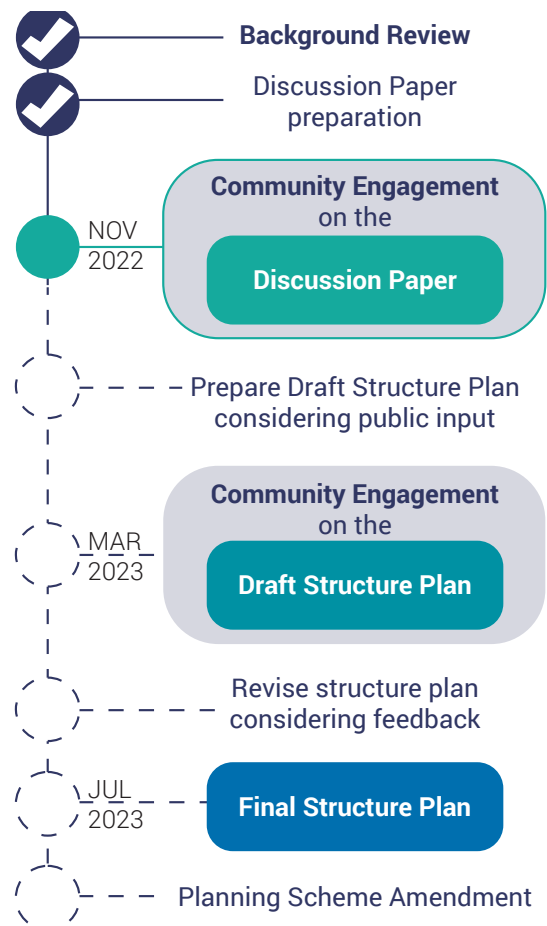 Background Review
Discussion Paper
preparation
Community Engagement
on the
NOV
2022
Discussion Paper
Prepare Draft Structure Plan
considering public input
Community Engagement
on the
MAR
2023
Draft Structure Plan
Revise structure plan
considering feedback
JUL
2023
Final Structure Plan
Planning Scheme Amendment